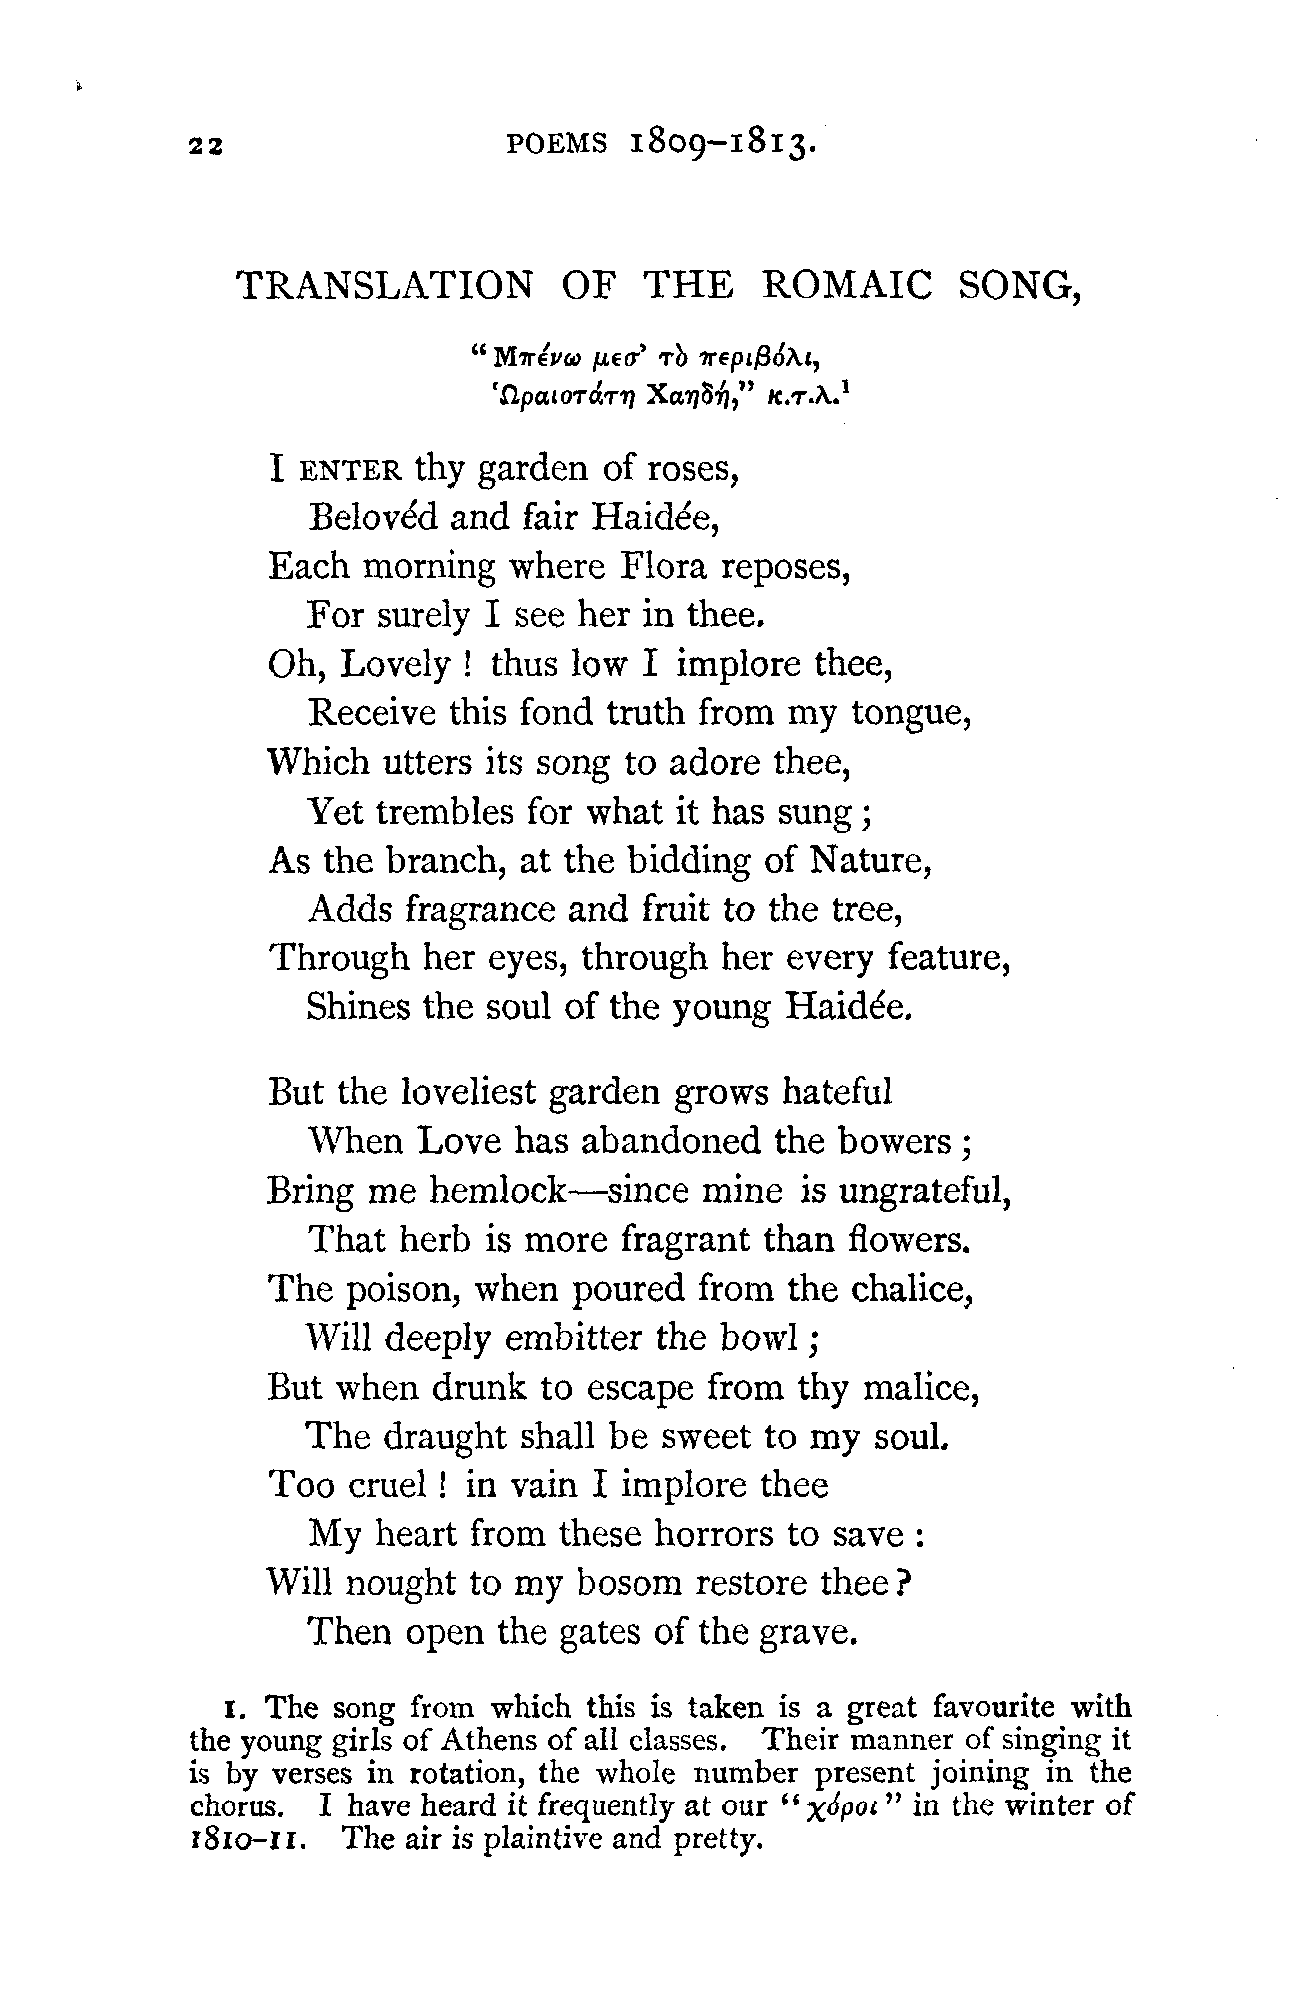 22 POEMS 1809–1813.
TRANSLATION OF THE ROMAIC SONG,
“Μπένω μεσ’ τὸ περιβόλι,
Ὡραιοτάτη Χαηδή,” κ.τ.λ.¹
I ENTER thy garden of roses,
Belovéd and fair Haidée,
Each morning where Flora reposes,
For surely I see her in thee.
Oh, Lovely ! thus low I implore thee,
Receive this fond truth from my tongue,
Which utters its song to adore thee,
Yet trembles for what it has sung ;
As the branch, at the bidding of Nature,
Adds fragrance and fruit to the tree,
Through her eyes, through her every feature,
Shines the soul of the young Haidée.
But the loveliest garden grows hateful
When Love has abandoned the bowers ;
Bring me hemlock—since mine is ungrateful,
That herb is more fragrant than flowers.
The poison, when poured from the chalice,
Will deeply embitter the bowl ;
But when drunk to escape from thy malice,
The draught shall be sweet to my soul.
Too cruel ! in vain I implore thee
My heart from these horrors to save :
Will nought to my bosom restore thee ?
Then open the gates of the grave.
1. The song from which this is taken is a great favourite with
the young girls of Athens of all classes. Their manner of singing it
is by verses in rotation, the whole number present joining in the
chorus. I have heard it frequently at our “χόροι” in the winter of
1810–11. The air is plaintive and pretty.